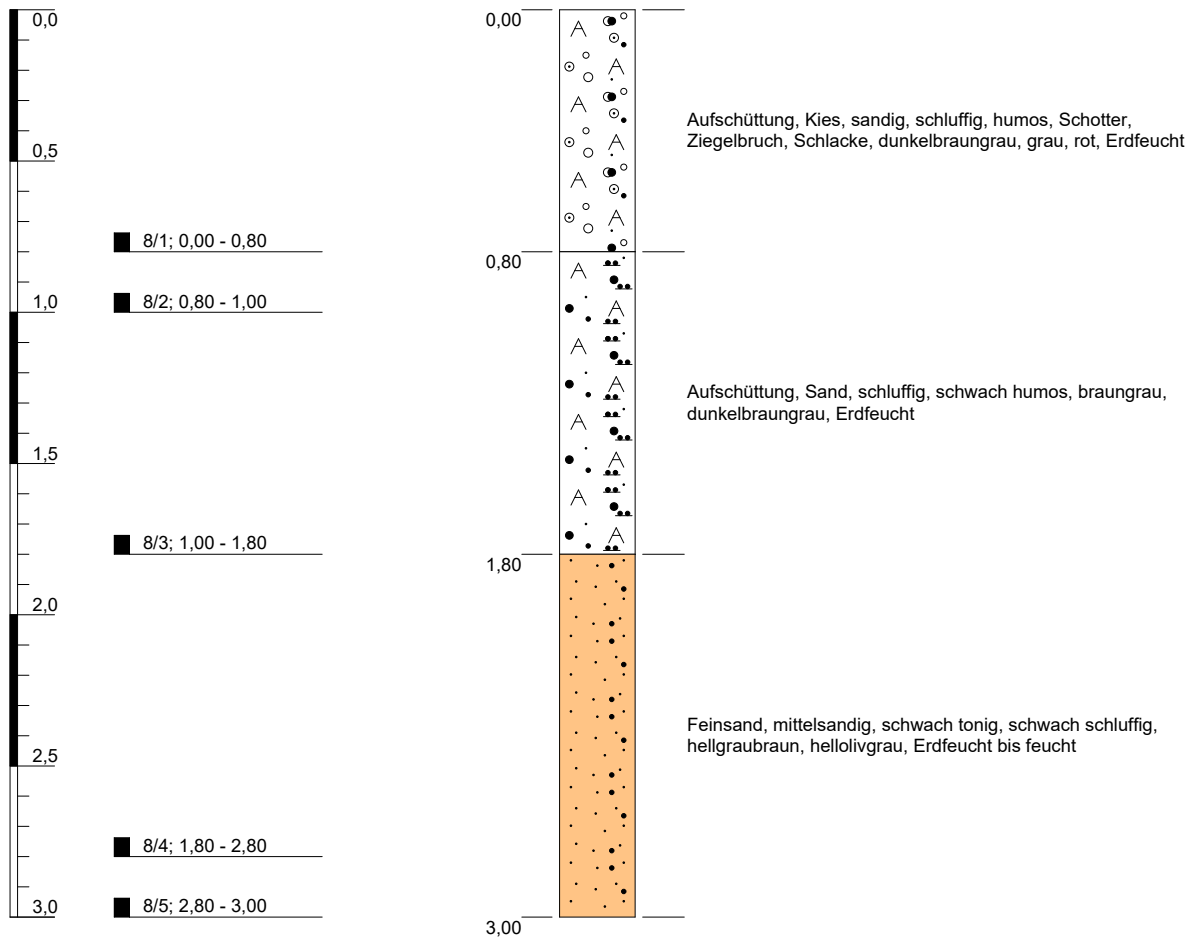 0,0
0,5
1,0
1,5
2,0
2,5
3,0
8/1; 0,00 - 0,80
8/2; 0,80 - 1,00
8/3; 1,00 - 1,80
8/4; 1,80 - 2,80
8/5; 2,80 - 3,00
0,00
0,80
1,80
3,00
Aufschüttung, Kies, sandig, schluffig, humos, Schotter,
Ziegelbruch, Schlacke, dunkelbraungrau, grau, rot, Erdfeucht
Aufschüttung, Sand, schluffig, schwach humos, braungrau,
dunkelbraungrau, Erdfeucht
Feinsand, mittelsandig, schwach tonig, schwach schluffig,
hellgraubraun, hellolivgrau, Erdfeucht bis feucht